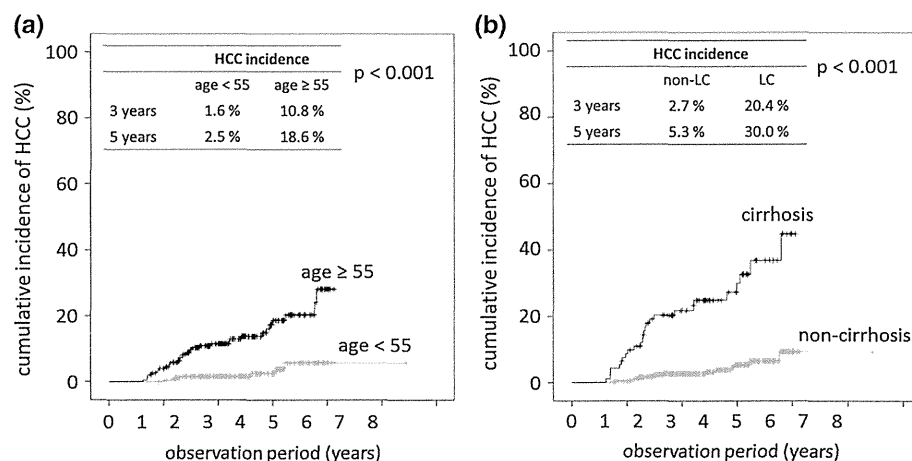 (a)
cumulative incidence of HCC (%)
100
80
60
40
20
0
HCC incidence
age < 55 age ≥ 55
3 years 1.6 % 10.8 %
5 years 2.5 % 18.6 %
p < 0.001
age ≥ 55
age < 55
0 1 2 3 4 5 6 7
observation period (years)
(b)
cumulative incidence of HCC (%)
100
80
60
40
20
0
HCC incidence
non-LC LC
3 years 2.7 % 20.4 %
5 years 5.3 % 30.0 %
p < 0.001
cirrhosis
non-cirrhosis
0 1 2 3 4 5 6 7
observation period (years)